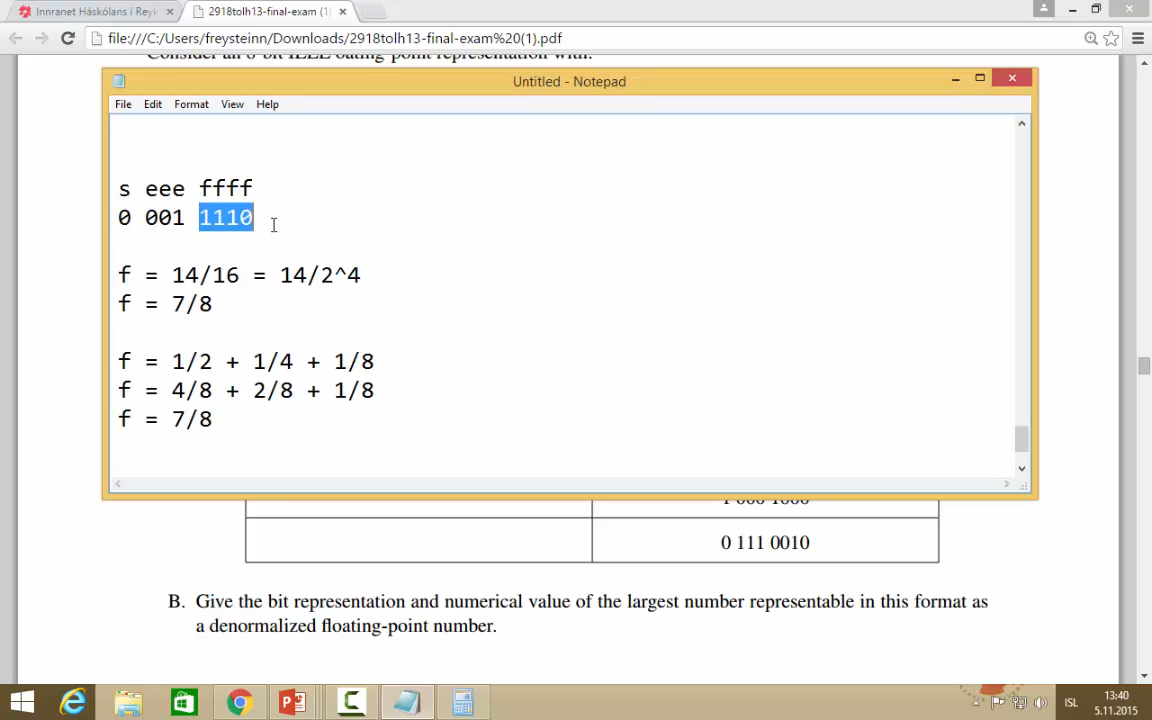 Innranet Háskólans í Reykj
2918tolh13-final-exam (1)
file:///C:/Users/freysteinn/Downloads/2918tolh13-final-exam%20(1).pdf
Untitled - Notepad
File Edit Format View Help
s eee ffff
0 001 1110
f = 14/16 = 14/2^4
f = 7/8
f = 1/2 + 1/4 + 1/8
f = 4/8 + 2/8 + 1/8
f = 7/8
1 000 1000
0 111 0010
B. Give the bit representation and numerical value of the largest number representable in this format as
a denormalized floating-point number.
ISL
13:40
5.11.2015